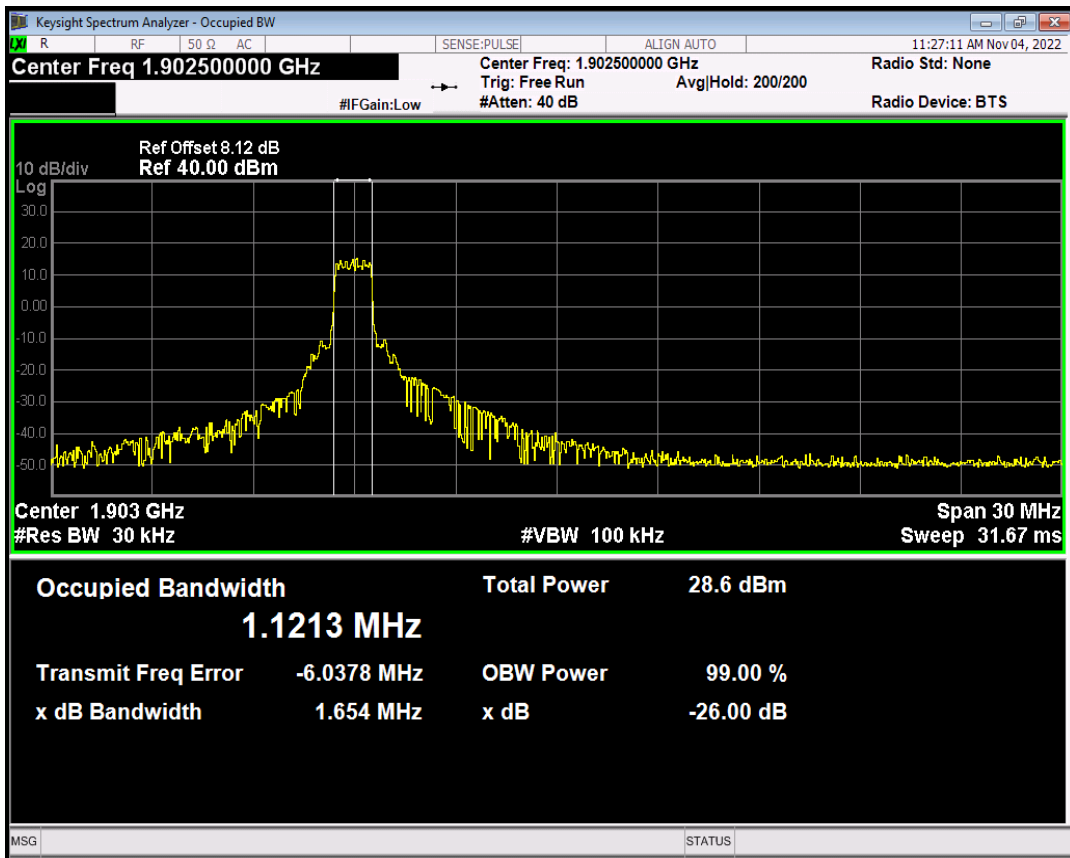 Keysight Spectrum Analyzer - Occupied BW
LXI R RF 50 Ω AC SENSE:PULSE ALIGN AUTO 11:27:11 AM Nov 04, 2022
Center Freq 1.902500000 GHz Center Freq: 1.902500000 GHz Radio Std: None
Trig: Free Run Avg|Hold: 200/200
#IFGain:Low #Atten: 40 dB Radio Device: BTS
Ref Offset 8.12 dB
10 dB/div Ref 40.00 dBm
Log
30.0
20.0
10.0
0.00
-10.0
-20.0
-30.0
-40.0
-50.0
Center 1.903 GHz Span 30 MHz
#Res BW 30 kHz #VBW 100 kHz Sweep 31.67 ms
Occupied Bandwidth Total Power 28.6 dBm
1.1213 MHz
Transmit Freq Error -6.0378 MHz OBW Power 99.00 %
x dB Bandwidth 1.654 MHz x dB -26.00 dB
MSG STATUS